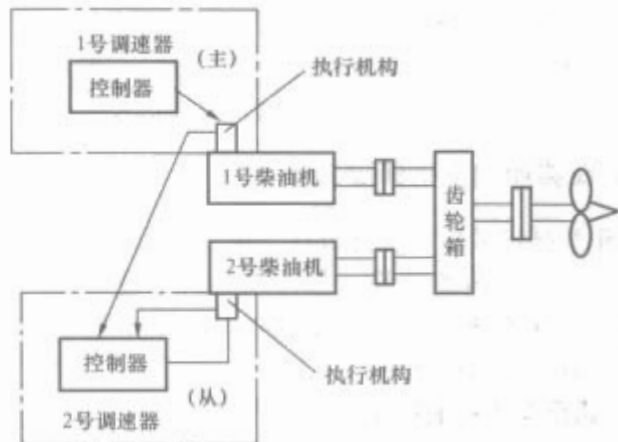 1号调速器
(主)
控制器
执行机构
1号柴油机
齿轮箱
2号柴油机
控制器
执行机构
(从)
2号调速器